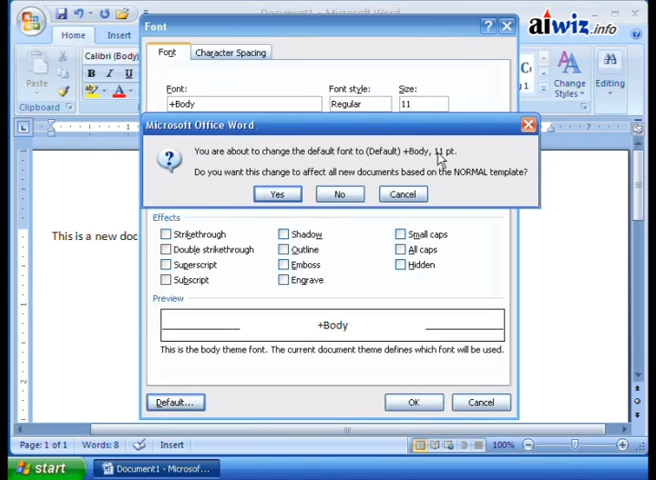 Document1 - Microsoft Word
aiwiz.info
Home
Insert
Font
Font
Character Spacing
Calibri (Body)
Paste
B
I
U
Clipboard
Font:
Font style:
Size:
+Body
Regular
11
Change
Styles
Editing
Microsoft Office Word
You are about to change the default font to (Default) +Body, 11 pt.
Do you want this change to affect all new documents based on the NORMAL template?
Yes
No
Cancel
This is a new doc
Effects
Strikethrough
Shadow
Small caps
Double strikethrough
Outline
All caps
Superscript
Emboss
Hidden
Subscript
Engrave
Preview
+Body
This is the body theme font. The current document theme defines which font will be used.
Default...
OK
Cancel
Page: 1 of 1
Words: 8
Insert
100%
start
Document1 - Microsof...